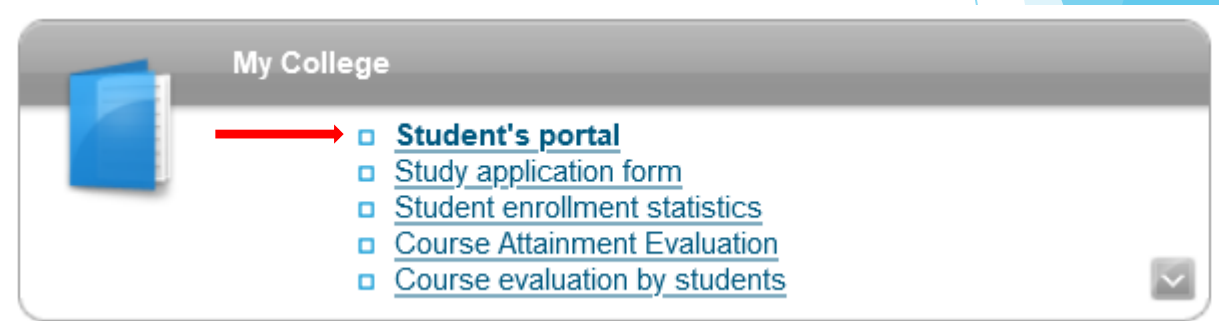 My College
Student's portal
Study application form
Student enrollment statistics
Course Attainment Evaluation
Course evaluation by students